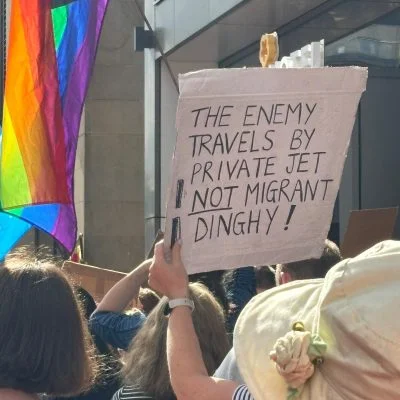 THE ENEMY
TRAVELS BY
PRIVATE JET
NOT MIGRANT
DINGHY!